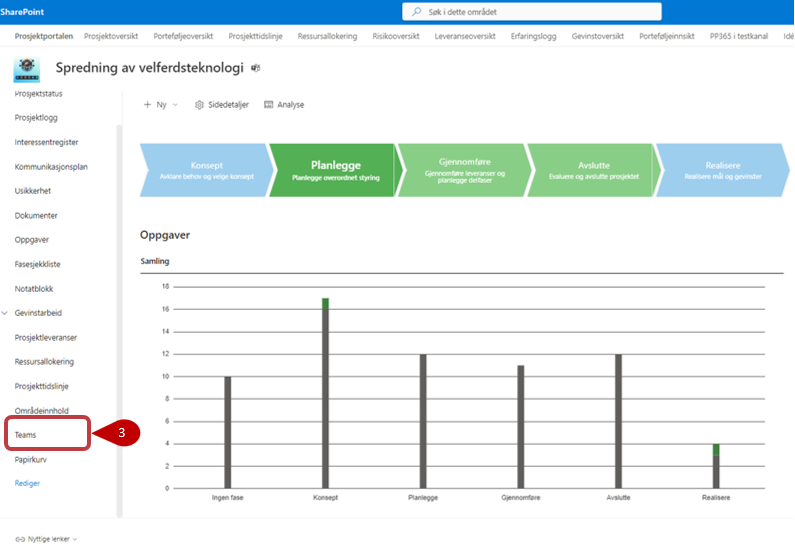 SharePoint
Søk i dette området
Prosjektportalen Prosjektoversikt Porteføljeoversikt Prosjekttidslinje Ressursallokering Risikooversikt Leveranseoversikt Erfaringslogg Gevinstoversikt Porteføljeinnsikt PP365 i testkanal Idé
Spredning av velferdsteknologi
Prosjektstatus
Prosjektlogg
Interessentregister
Kommunikasjonsplan
Usikkerhet
Dokumenter
Oppgaver
Fasesjekkliste
Notatblokk
Gevinstarbeid
Prosjektleveranser
Ressursallokering
Prosjekttidslinje
Områdeinnhold
Teams
3
Papirkurv
Rediger
Nyttige lenker
Ny Sidedetaljer Analyse
Konsept
Avklare behov og velge konsept
Planlegge
Planlegge overordnet styring
Gjennomføre
Gjennomføre leveranser og
planlegge delfaser
Avslutte
Evaluere og avslutte prosjektet
Realisere
Realisere mål og gevinster
Oppgaver
Samling
18
16
14
12
10
8
6
4
2
0
Ingen fase Konsept Planlegge Gjennomføre Avslutte Realisere